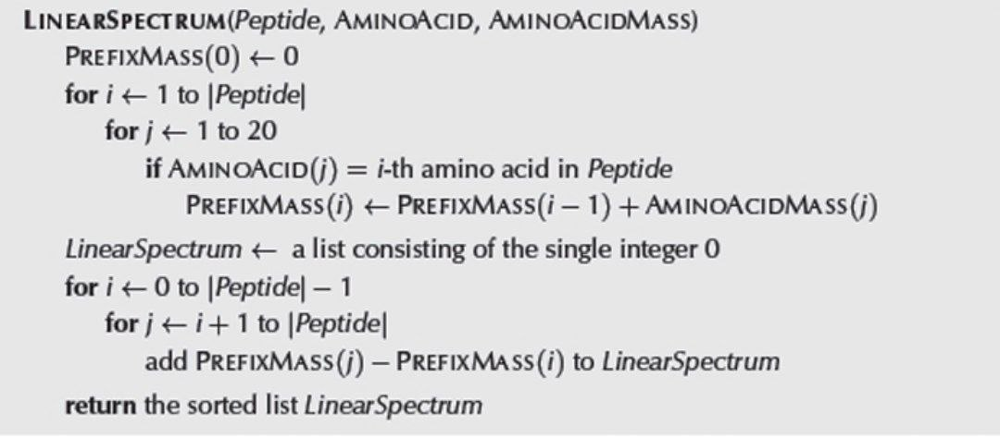 LINEARSPECTRUM(Peptide, AMINOACID, AMINOACIDMASS)
PREFIXMASS(0) ← 0
for i ← 1 to |Peptide|
for j ← 1 to 20
if AMINOACID(j) = i-th amino acid in Peptide
PREFIXMASS(i) ← PREFIXMASS(i − 1) + AMINOACIDMASS(j)
LinearSpectrum ← a list consisting of the single integer 0
for i ← 0 to |Peptide| − 1
for j ← i + 1 to |Peptide|
add PREFIXMASS(j) − PREFIXMASS(i) to LinearSpectrum
return the sorted list LinearSpectrum